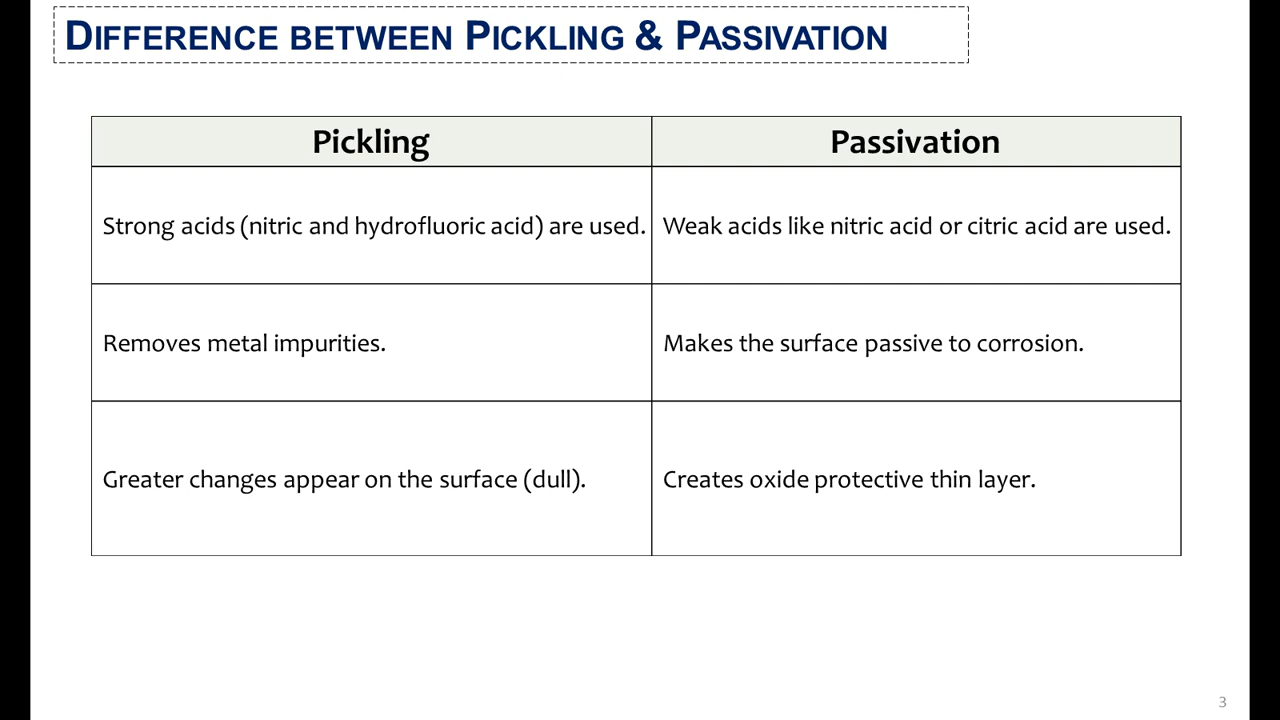 DIFFERENCE BETWEEN PICKLING & PASSIVATION
Pickling
Passivation
Strong acids (nitric and hydrofluoric acid) are used.
Weak acids like nitric acid or citric acid are used.
Removes metal impurities.
Makes the surface passive to corrosion.
Greater changes appear on the surface (dull).
Creates oxide protective thin layer.
3